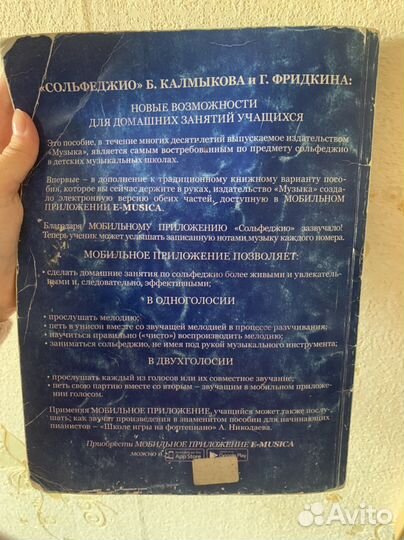 «СОЛЬФЕДЖИО» Б. КАЛМЫКОВА и Г. ФРИДКИНА:
НОВЫЕ ВОЗМОЖНОСТИ
ДЛЯ ДОМАШНИХ ЗАНЯТИЙ УЧАЩИХСЯ
Это пособие, в течение многих десятилетий выпускаемое издательством
«Музыка», является самым востребованным по предмету сольфеджио
в детских музыкальных школах.
Впервые – в дополнение к традиционному книжному варианту посо-
бия, которое вы сейчас держите в руках, издательство «Музыка» созда-
ло электронную версию обеих частей, доступную в МОБИЛЬНОМ
ПРИЛОЖЕНИИ E-MUSICA.
Благодаря МОБИЛЬНОМУ ПРИЛОЖЕНИЮ «Сольфеджио» зазвучало!
Теперь ученик может услышать записанную нотами музыку каждого номера.
МОБИЛЬНОЕ ПРИЛОЖЕНИЕ ПОЗВОЛЯЕТ:
• сделать домашние занятия по сольфеджио более живыми и увлекатель-
ными и, следовательно, эффективными;
В ОДНОГОЛОСИИ
• прослушать мелодию;
• петь в унисон вместе со звучащей мелодией в процессе разучивания;
• научиться правильно («чисто») воспроизводить мелодию;
• заниматься сольфеджио, не имея под рукой музыкального инструмента;
В ДВУХГОЛОСИИ
• прослушать каждый из голосов или их совместное звучание;
• петь свою партию вместе со вторым – звучащим в мобильном приложе-
нии голосом.
Применяя МОБИЛЬНОЕ ПРИЛОЖЕНИЕ, учащийся может также послу-
шать, как звучат произведения в знаменитом пособии для начинающих
пианистов – «Школе игры на фортепиано» А. Николаева.
Приобрести МОБИЛЬНОЕ ПРИЛОЖЕНИЕ E-MUSICA
можно в App Store Google Play
Avito